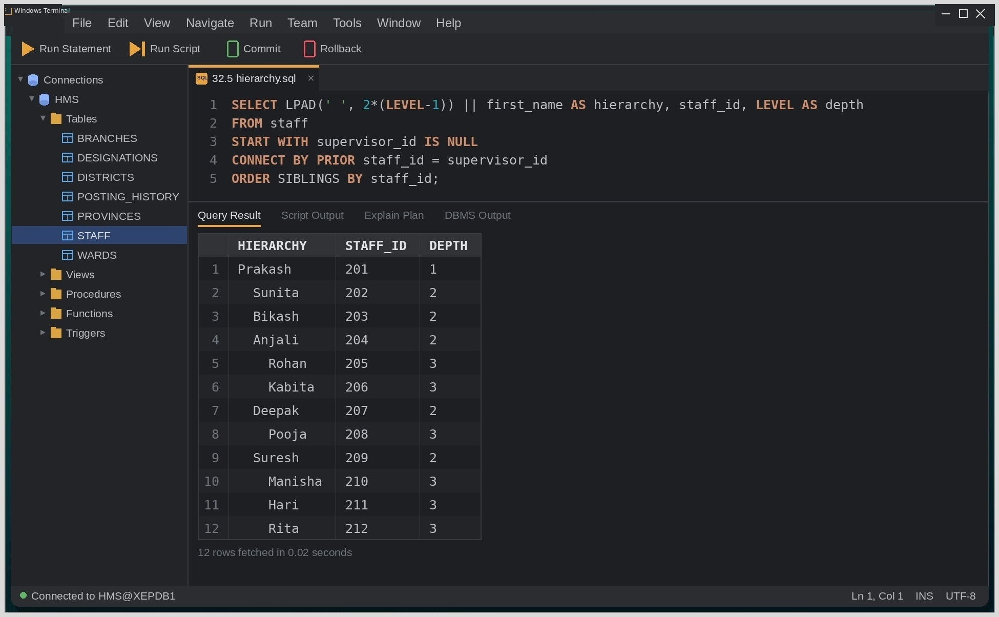 Windows Terminal
File Edit View Navigate Run Team Tools Window Help
Run Statement Run Script Commit Rollback
Connections
HMS
Tables
BRANCHES
DESIGNATIONS
DISTRICTS
POSTING_HISTORY
PROVINCES
STAFF
WARDS
Views
Procedures
Functions
Triggers
SQL 32.5 hierarchy.sql ×
1 SELECT LPAD(' ', 2*(LEVEL-1)) || first_name AS hierarchy, staff_id, LEVEL AS depth
2 FROM staff
3 START WITH supervisor_id IS NULL
4 CONNECT BY PRIOR staff_id = supervisor_id
5 ORDER SIBLINGS BY staff_id;
Query Result Script Output Explain Plan DBMS Output
HIERARCHY STAFF_ID DEPTH
1 Prakash 201 1
2 Sunita 202 2
3 Bikash 203 2
4 Anjali 204 2
5 Rohan 205 3
6 Kabita 206 3
7 Deepak 207 2
8 Pooja 208 3
9 Suresh 209 2
10 Manisha 210 3
11 Hari 211 3
12 Rita 212 3
12 rows fetched in 0.02 seconds
Connected to HMS@XEPDB1 Ln 1, Col 1 INS UTF-8